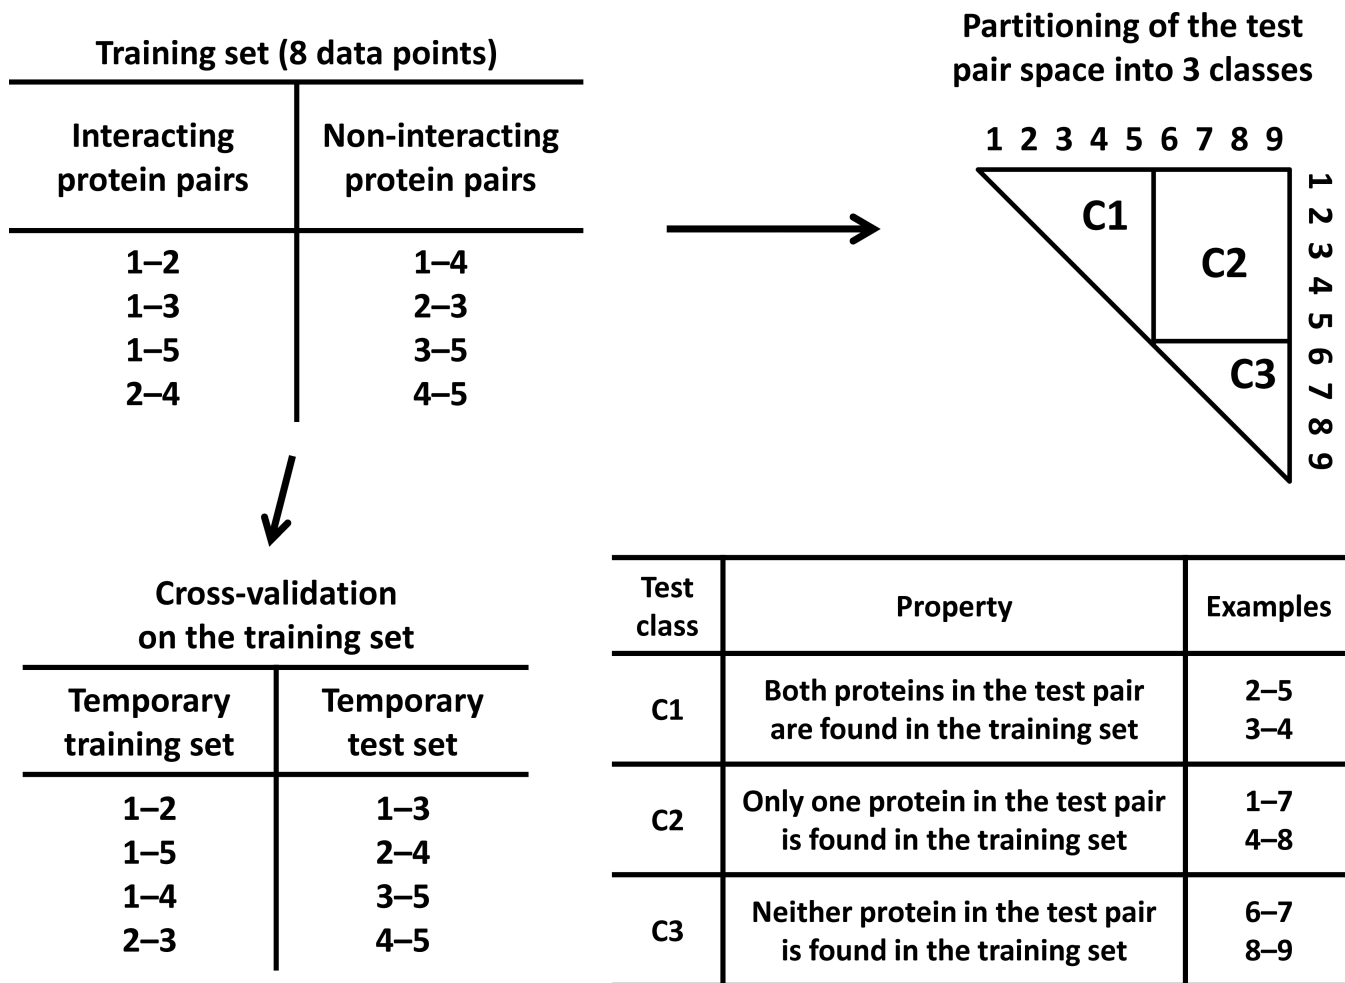 Training set (8 data points)
Interacting protein pairs
Non-interacting protein pairs
1–2
1–4
1–3
2–3
1–5
3–5
2–4
4–5
Partitioning of the test
pair space into 3 classes
1 2 3 4 5 6 7 8 9
1 2 3 4 5 6 7 8 9
C1
C2
C3
Cross-validation
on the training set
Temporary
training set
Temporary
test set
1–2
1–3
1–5
2–4
1–4
3–5
2–3
4–5
Test
class
Property
Examples
C1
Both proteins in the test pair
are found in the training set
2–5
3–4
C2
Only one protein in the test pair
is found in the training set
1–7
4–8
C3
Neither protein in the test pair
is found in the training set
6–7
8–9